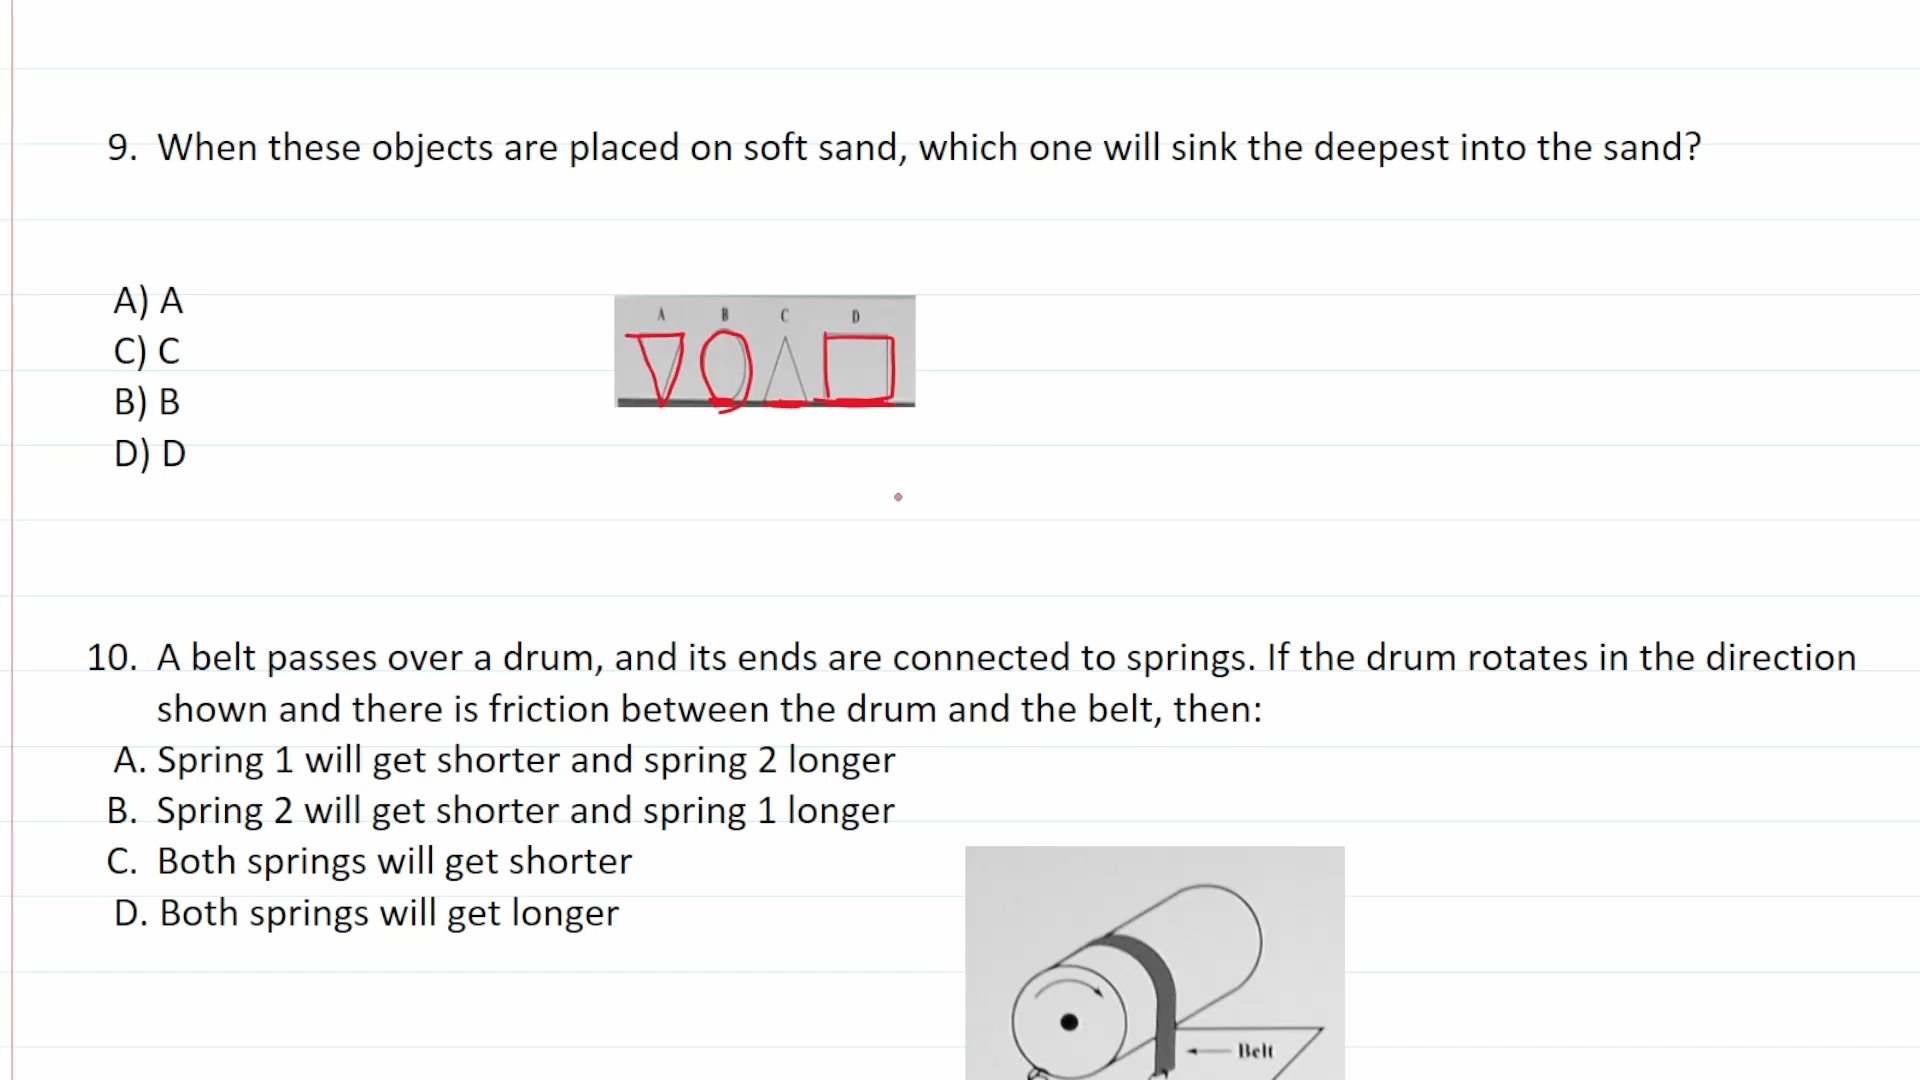 9. When these objects are placed on soft sand, which one will sink the deepest into the sand?
A) A
C) C
B) B
D) D
A B C D
10. A belt passes over a drum, and its ends are connected to springs. If the drum rotates in the direction
shown and there is friction between the drum and the belt, then:
A. Spring 1 will get shorter and spring 2 longer
B. Spring 2 will get shorter and spring 1 longer
C. Both springs will get shorter
D. Both springs will get longer
Belt